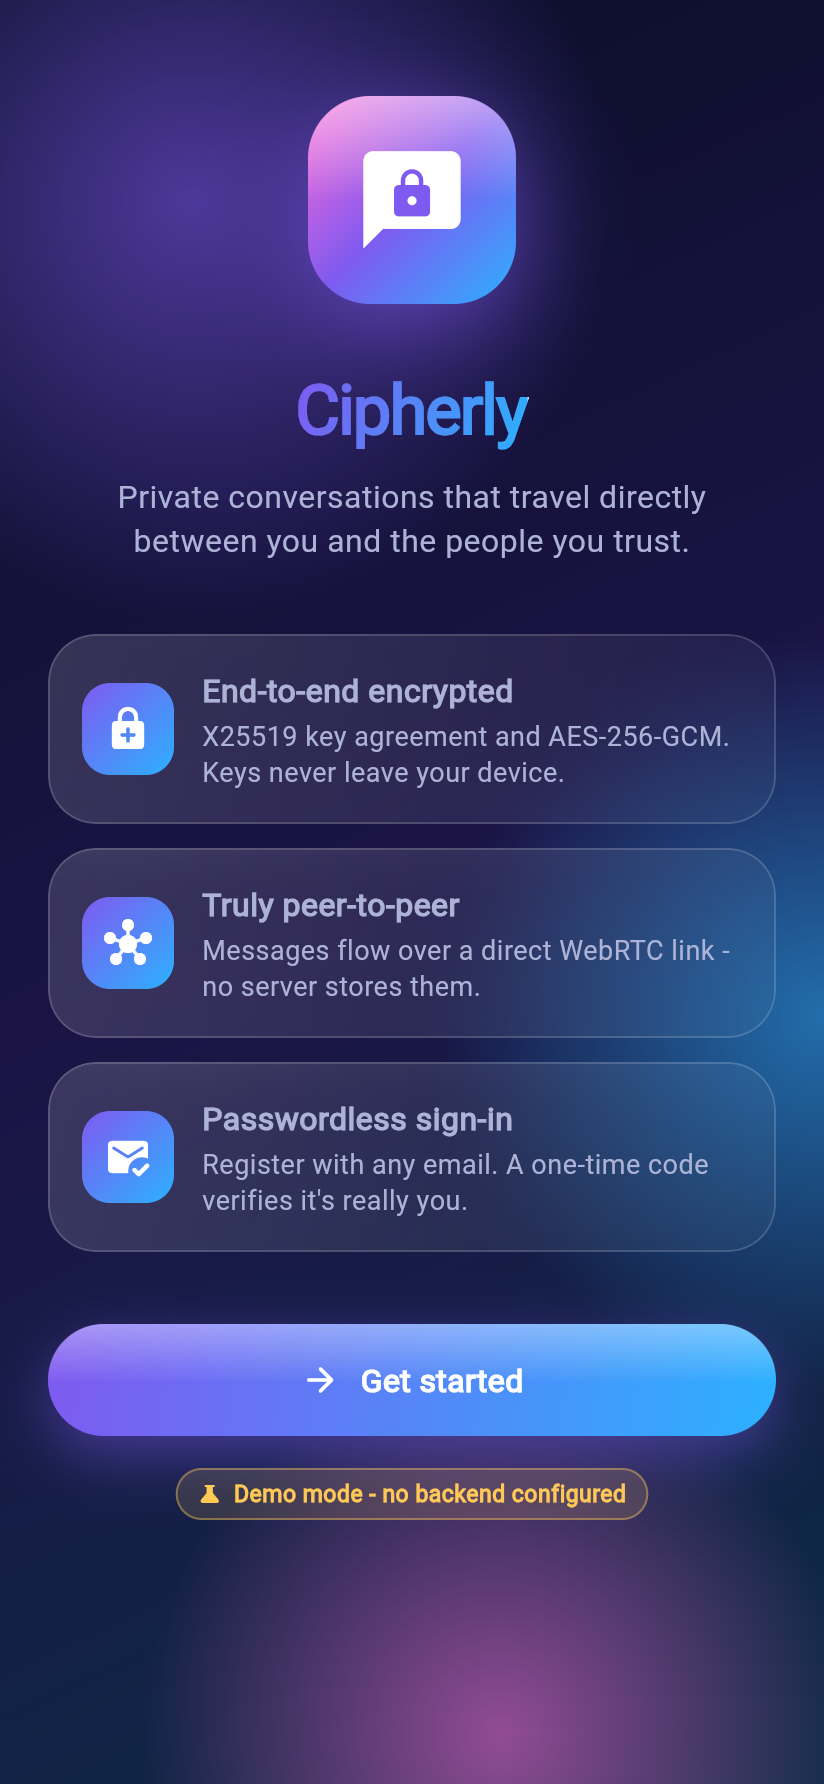 Cipherly
Private conversations that travel directly
between you and the people you trust.
End-to-end encrypted
X25519 key agreement and AES-256-GCM.
Keys never leave your device.
Truly peer-to-peer
Messages flow over a direct WebRTC link -
no server stores them.
Passwordless sign-in
Register with any email. A one-time code
verifies it's really you.
Get started
Demo mode - no backend configured